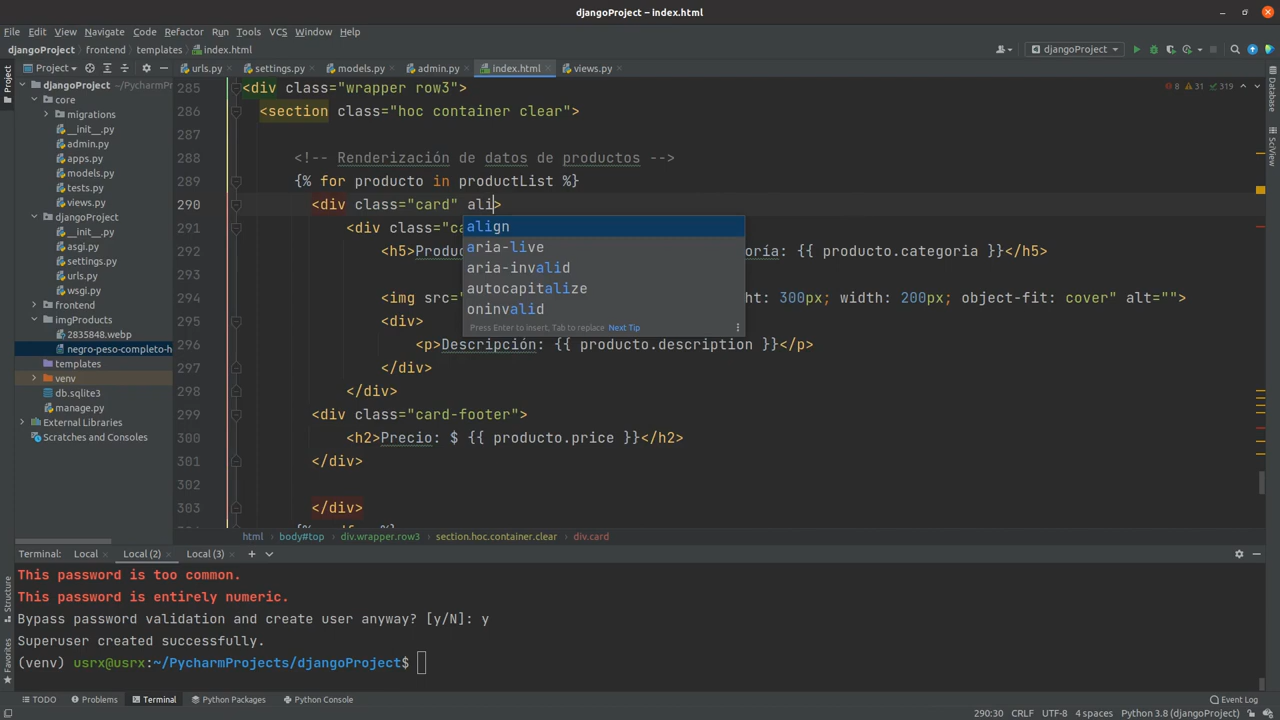 djangoProject – index.html
File Edit View Navigate Code Refactor Run Tools VCS Window Help
djangoProject frontend templates index.html djangoProject
Project urls.py settings.py models.py admin.py index.html views.py
Project
Structure
Favorites
Database
SciView
djangoProject ~/PycharmProj
core
migrations
__init__.py
admin.py
apps.py
models.py
tests.py
views.py
djangoProject
__init__.py
asgi.py
settings.py
urls.py
wsgi.py
frontend
imgProducts
2835848.webp
negro-peso-completo-h
templates
venv
db.sqlite3
manage.py
External Libraries
Scratches and Consoles
8 31 319
285 <div class="wrapper row3">
286 <section class="hoc container clear">
287
288 <!-- Renderización de datos de productos -->
289 {% for producto in productList %}
290 <div class="card" ali>
291 <div class="ca
292 <h5>Produ oria: {{ producto.categoria }}</h5>
293
294 <img src=" ht: 300px; width: 200px; object-fit: cover" alt="">
295 <div>
296 <p>Descripción: {{ producto.description }}</p>
297 </div>
298 </div>
299 <div class="card-footer">
300 <h2>Precio: $ {{ producto.price }}</h2>
301 </div>
302
303 </div>
align
aria-live
aria-invalid
autocapitalize
oninvalid
Press Enter to insert, Tab to replace Next Tip
html body#top div.wrapper.row3 section.hoc.container.clear div.card
Terminal: Local Local (2) Local (3)
This password is too common.
This password is entirely numeric.
Bypass password validation and create user anyway? [y/N]: y
Superuser created successfully.
(venv) usrx@usrx:~/PycharmProjects/djangoProject$
TODO Problems Terminal Python Packages Python Console Event Log
290:30 CRLF UTF-8 4 spaces Python 3.8 (djangoProject)